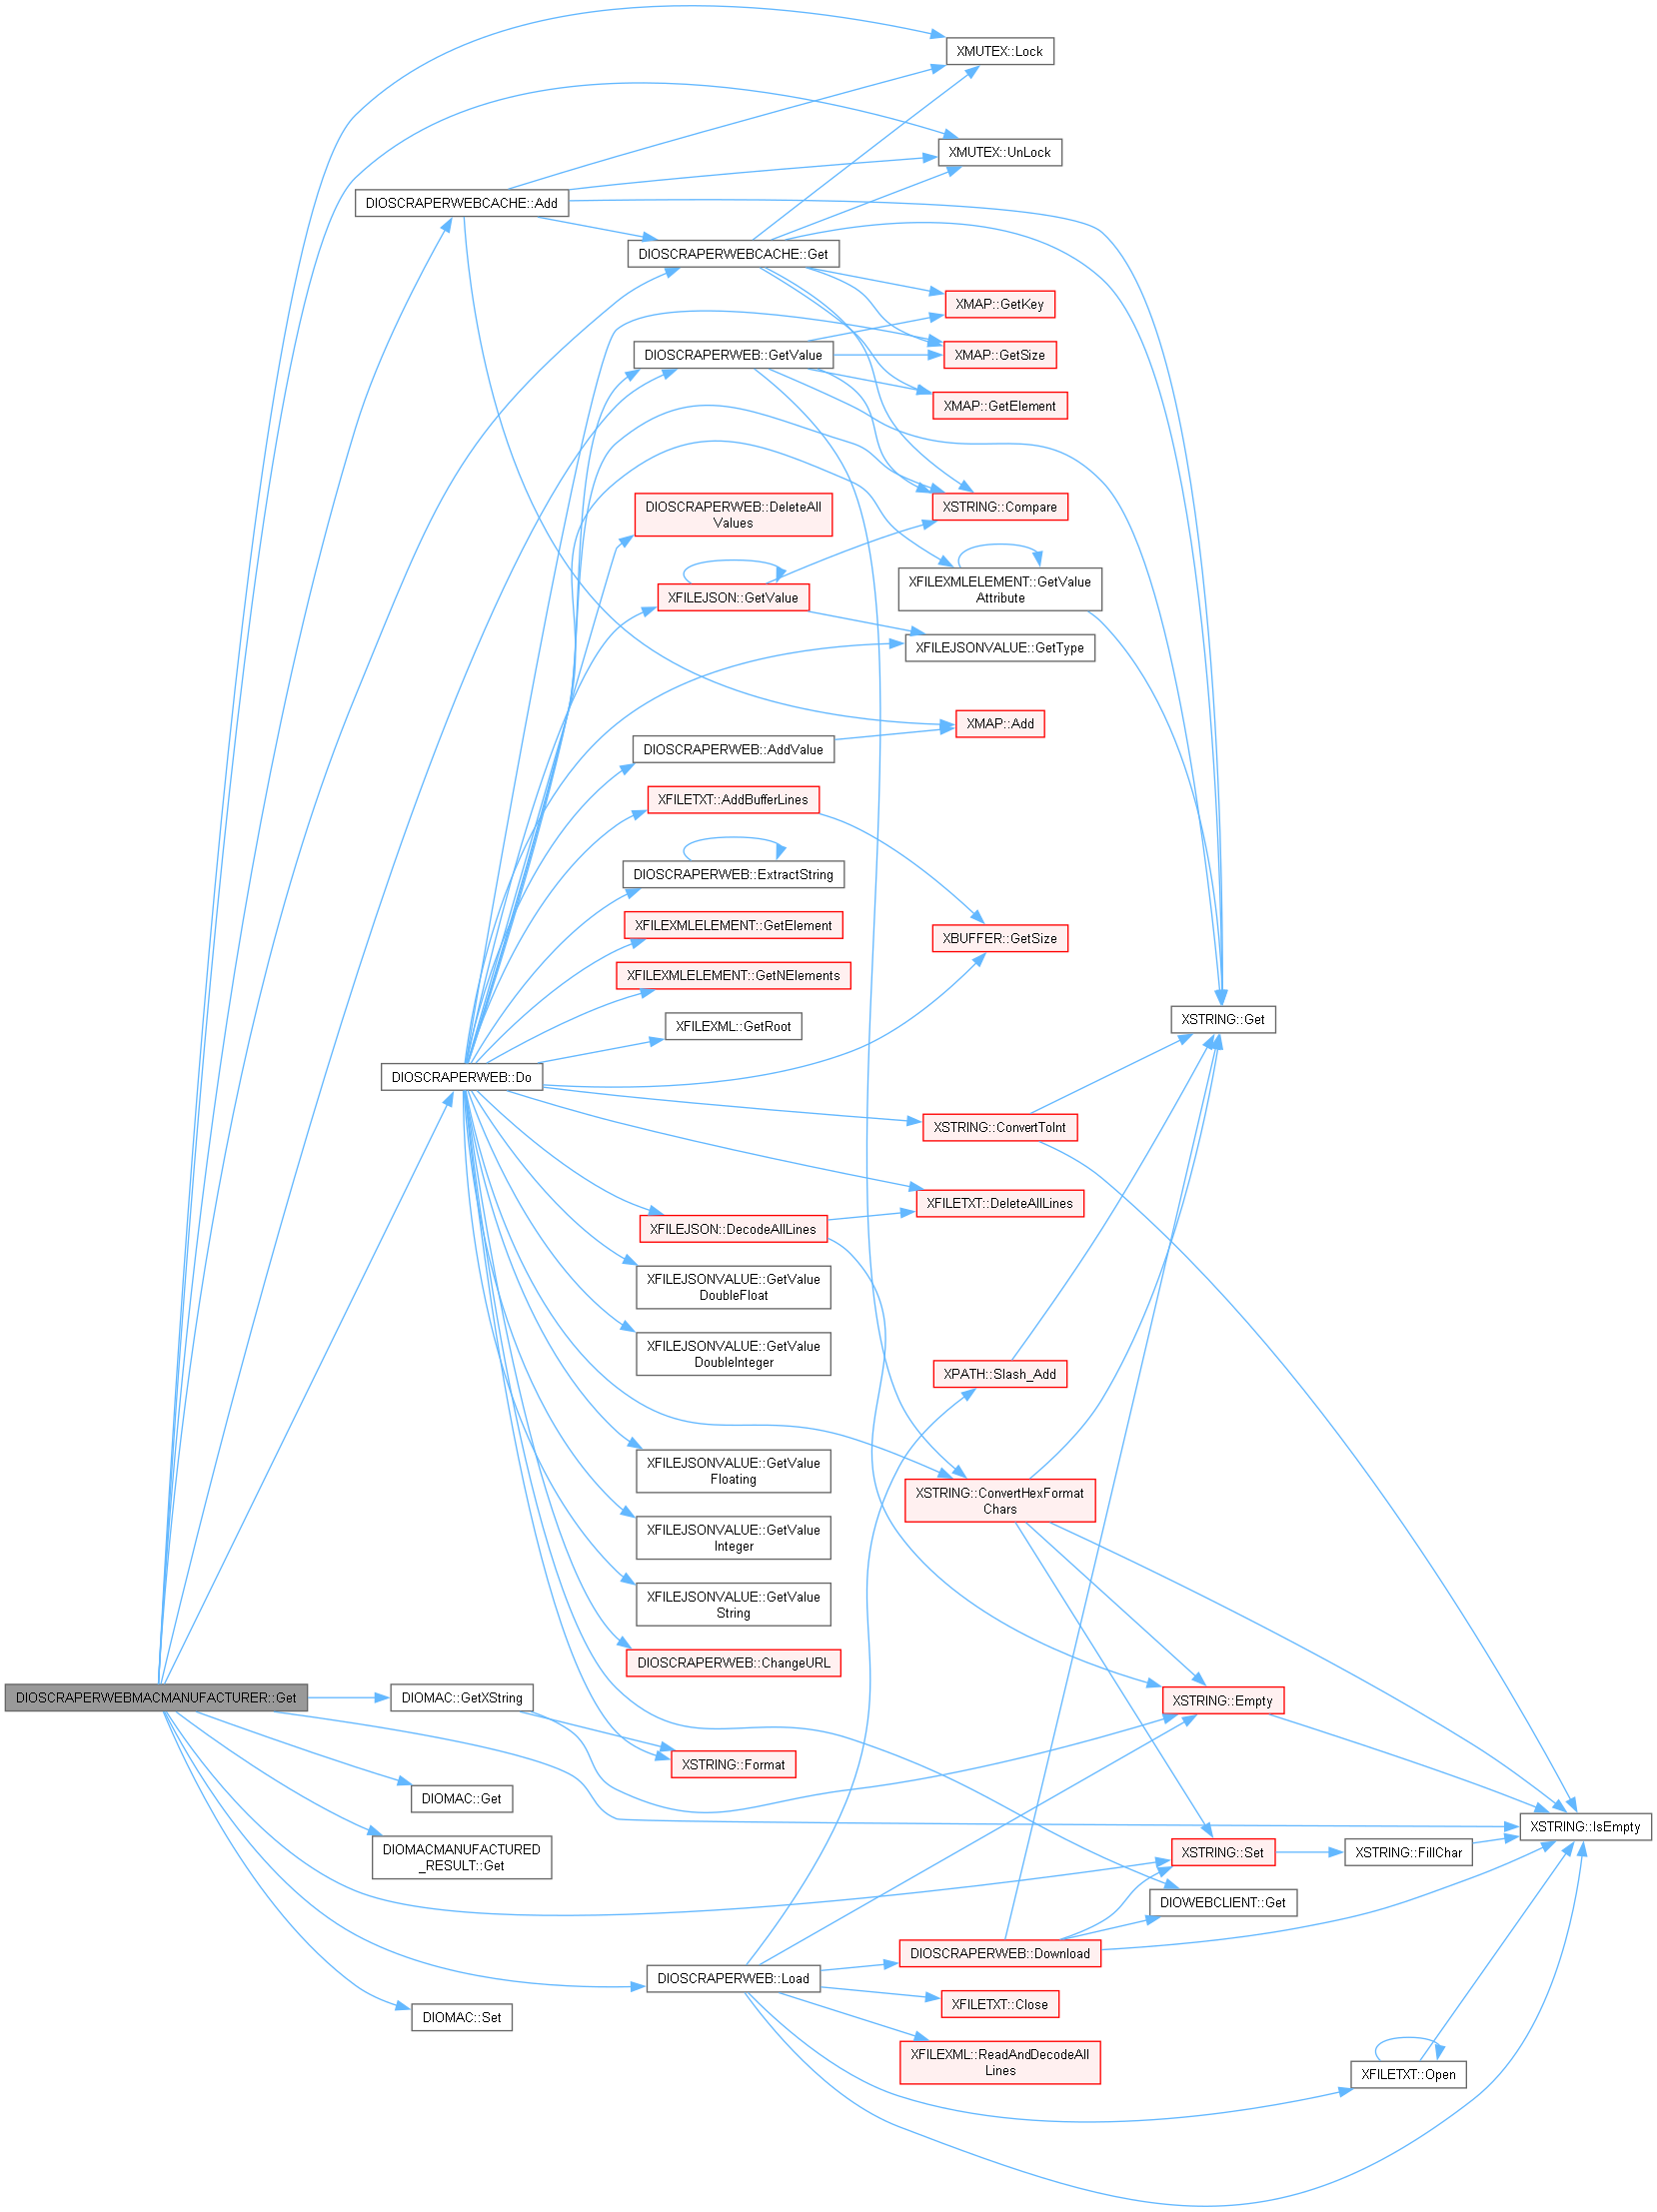 XMUTEX::Lock
XMUTEX::UnLock
DIOSCRAPERWEBCACHE::Add
DIOSCRAPERWEBCACHE::Get
XMAP::GetKey
DIOSCRAPERWEB::GetValue
XMAP::GetSize
XMAP::GetElement
DIOSCRAPERWEB::DeleteAll
Values
XSTRING::Compare
XFILEXMLELEMENT::GetValue
Attribute
XFILEJSON::GetValue
XFILEJSONVALUE::GetType
XMAP::Add
DIOSCRAPERWEB::AddValue
XFILETXT::AddBufferLines
DIOSCRAPERWEB::ExtractString
XFILEXMLELEMENT::GetElement
XBUFFER::GetSize
XFILEXMLELEMENT::GetNElements
XFILEXML::GetRoot
XSTRING::Get
DIOSCRAPERWEB::Do
XSTRING::ConvertToInt
XFILETXT::DeleteAllLines
XFILEJSON::DecodeAllLines
XFILEJSONVALUE::GetValue
DoubleFloat
XFILEJSONVALUE::GetValue
DoubleInteger
XPATH::Slash_Add
XFILEJSONVALUE::GetValue
Floating
XSTRING::ConvertHexFormat
Chars
XFILEJSONVALUE::GetValue
Integer
XFILEJSONVALUE::GetValue
String
DIOSCRAPERWEB::ChangeURL
DIOSCRAPERWEBMACMANUFACTURER::Get
DIOMAC::GetXString
XSTRING::Empty
XSTRING::Format
DIOMAC::Get
XSTRING::IsEmpty
DIOMACMANUFACTURED
_RESULT::Get
XSTRING::Set
XSTRING::FillChar
DIOWEBCLIENT::Get
DIOSCRAPERWEB::Download
DIOSCRAPERWEB::Load
XFILETXT::Close
DIOMAC::Set
XFILEXML::ReadAndDecodeAll
Lines
XFILETXT::Open